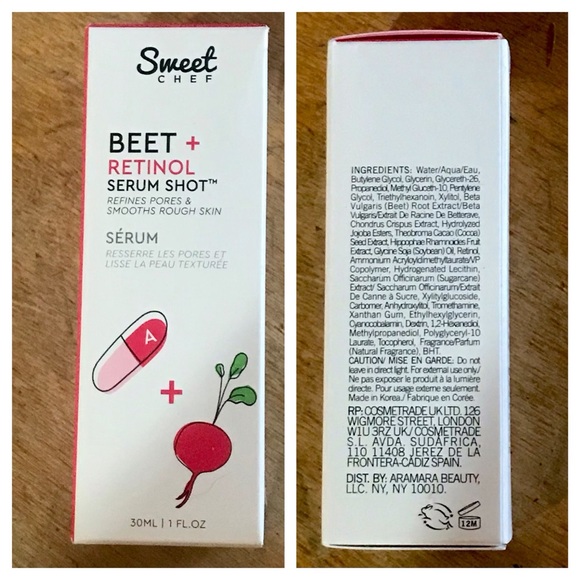 Sweet
CHEF
BEET +
RETINOL
SERUM SHOT™
REFINES PORES &
SMOOTHS ROUGH SKIN
SÉRUM
RESSERRE LES PORES ET
LISSE LA PEAU TEXTURÉE
A
+
30ML | 1 FL.OZ
INGREDIENTS: Water/Aqua/Eau,
Butylene Glycol, Glycerin, Glycereth-26,
Propanediol, Methyl Gluceth-10, Pentylene
Glycol, Triethylhexanoin, Xylitol, Beta
Vulgaris (Beet) Root Extract/Beta
Vulgaris/Extrait De Racine De Betterave,
Chondrus Crispus Extract, Hydrolyzed
Jojoba Esters, Theobroma Cacao (Cocoa)
Seed Extract, Hippophae Rhamnoides Fruit
Extract, Glycine Soja (Soybean) Oil, Retinol,
Ammonium Acryloyldimethyltaurate/VP
Copolymer, Hydrogenated Lecithin,
Saccharum Officinarum (Sugarcane)
Extract/ Saccharum Officinarum/Extrait
De Canne à Sucre, Xylitylglucoside,
Carbomer, Anhydroxylitol, Tromethamine,
Xanthan Gum, Ethylhexylglycerin,
Cyanocobalamin, Dextrin, 1,2-Hexanediol,
Methylpropanediol, Polyglyceryl-10
Laurate, Tocopherol, Fragrance/Parfum
(Natural Fragrance), BHT.
CAUTION/ MISE EN GARDE: Do not
leave in direct light. For external use only./
Ne pas exposer le produit à la lumière
directe. Pour usage externe seulement.
Made in Korea./ Fabrique en Corée.
RP: COSMETRADE UK LTD. 126
WIGMORE STREET, LONDON
W1U 3RZ UK./ COSMETRADE
S.L. AVDA. SUDÁFRICA,
110 11408 JEREZ DE LA
FRONTERA-CÁDIZ SPAIN.
DIST. BY: ARAMARA BEAUTY,
LLC. NY, NY 10010.
12M